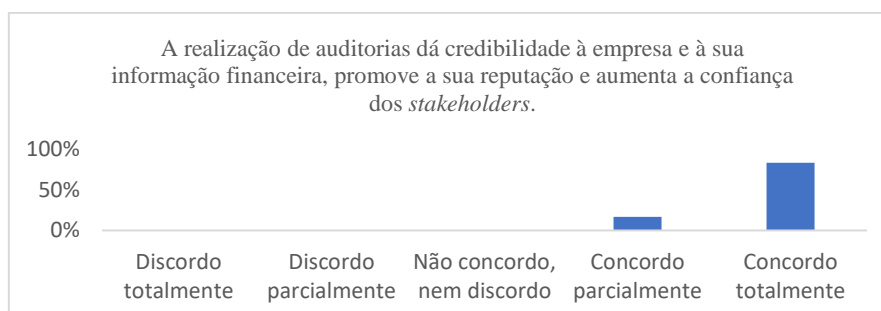 A realização de auditorias dá credibilidade à empresa e à sua
informação financeira, promove a sua reputação e aumenta a confiança
dos stakeholders.
100%
50%
0%
Discordo totalmente
Discordo parcialmente
Não concordo, nem discordo
Concordo parcialmente
Concordo totalmente